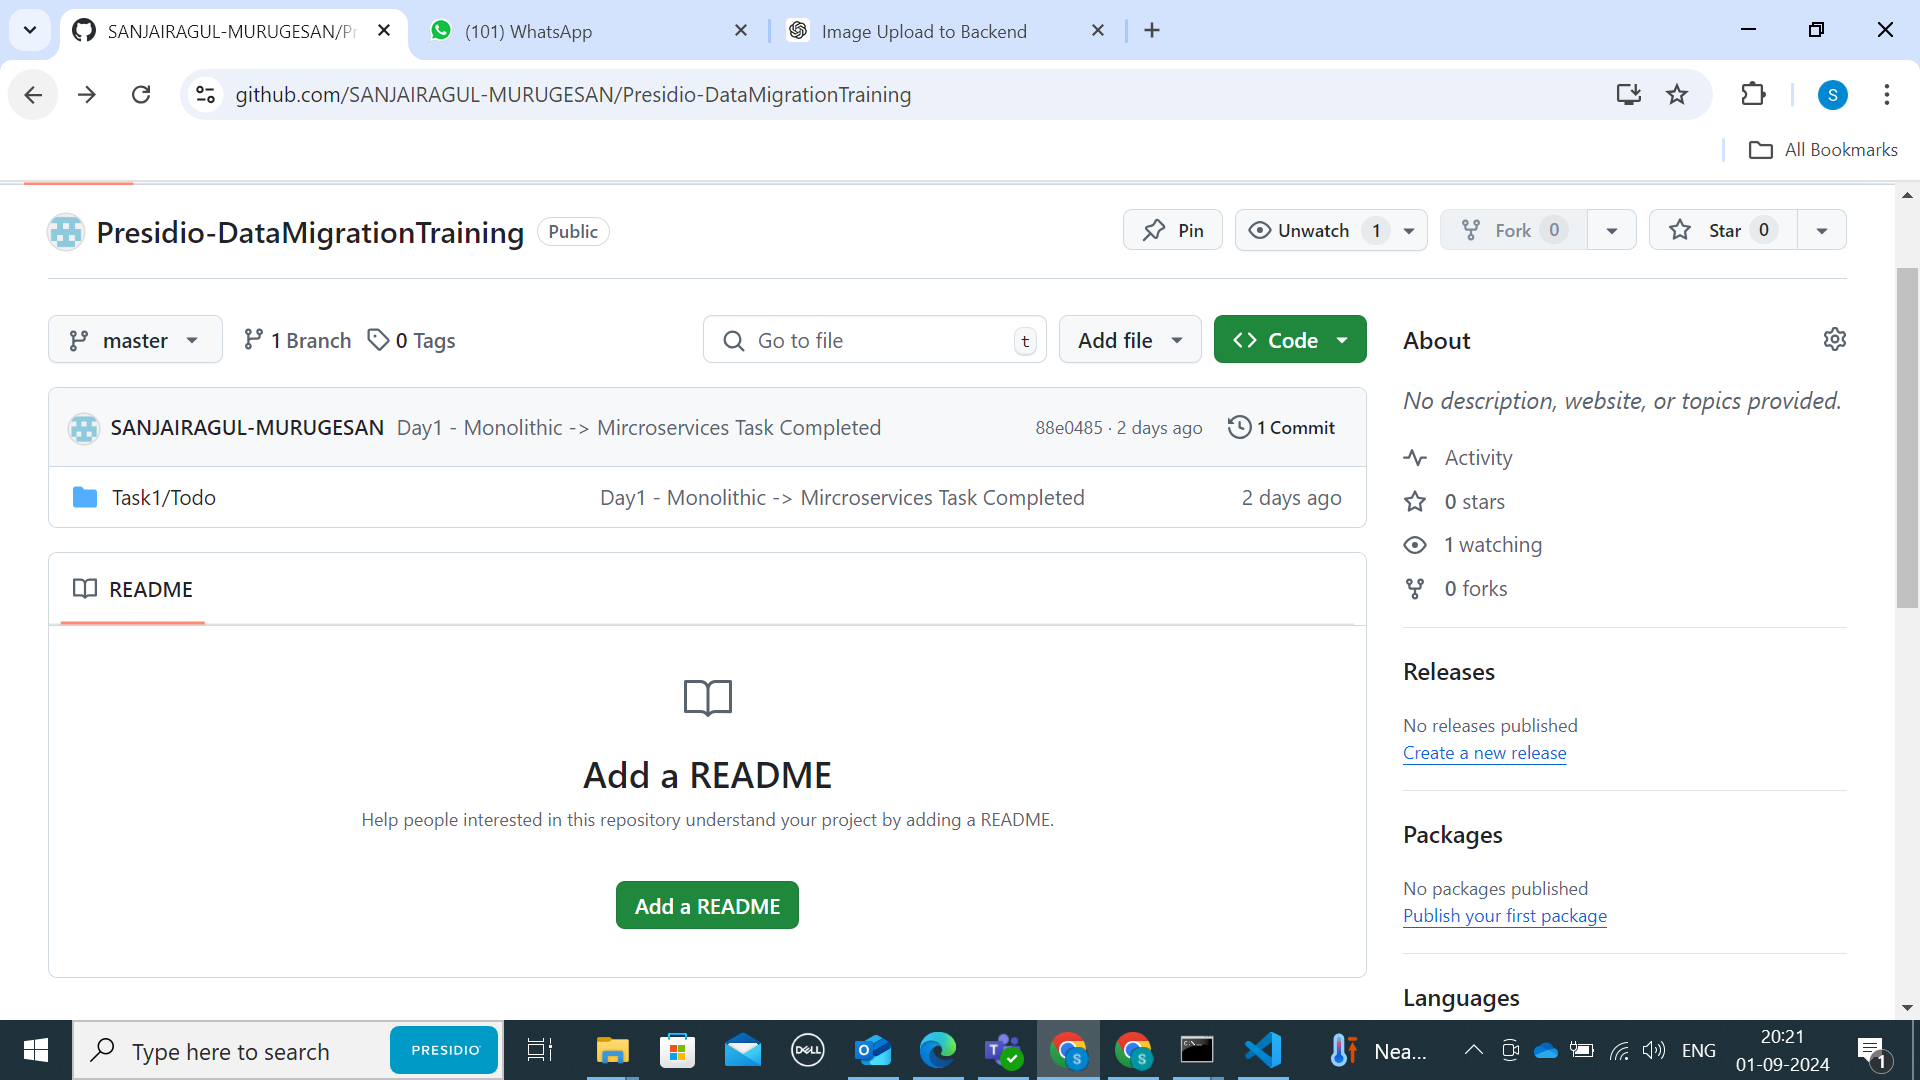 SANJAIRAGUL-MURUGESAN/Pr
(101) WhatsApp
Image Upload to Backend
github.com/SANJAIRAGUL-MURUGESAN/Presidio-DataMigrationTraining
S
All Bookmarks
Presidio-DataMigrationTraining Public
Pin
Unwatch 1
Fork 0
Star 0
master
1 Branch
0 Tags
Go to file t
Add file
Code
SANJAIRAGUL-MURUGESAN Day1 - Monolithic -> Mircroservices Task Completed 88e0485 · 2 days ago 1 Commit
Task1/Todo Day1 - Monolithic -> Mircroservices Task Completed 2 days ago
README
Add a README
Help people interested in this repository understand your project by adding a README.
Add a README
About
No description, website, or topics provided.
Activity
0 stars
1 watching
0 forks
Releases
No releases published
Create a new release
Packages
No packages published
Publish your first package
Languages
Type here to search
PRESIDIO
DELL
S
S
Nea...
ENG
20:21
01-09-2024
1